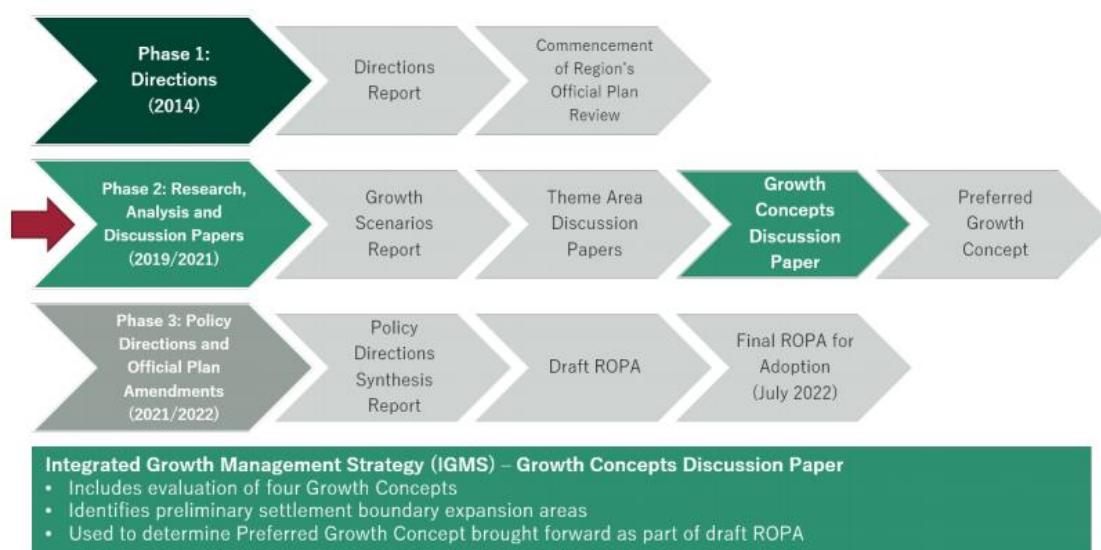 Phase 1:
Directions
(2014)
Directions
Report
Commencement
of Region's
Official Plan
Review
Phase 2: Research,
Analysis and
Discussion Papers
(2019/2021)
Growth
Scenarios
Report
Theme Area
Discussion
Papers
Growth
Concepts
Discussion
Paper
Preferred
Growth
Concept
Phase 3: Policy
Directions and
Official Plan
Amendments
(2021/2022)
Policy
Directions
Synthesis
Report
Draft ROPA
Final ROPA for
Adoption
(July 2022)
Integrated Growth Management Strategy (IGMS) – Growth Concepts Discussion Paper
• Includes evaluation of four Growth Concepts
• Identifies preliminary settlement boundary expansion areas
• Used to determine Preferred Growth Concept brought forward as part of draft ROPA